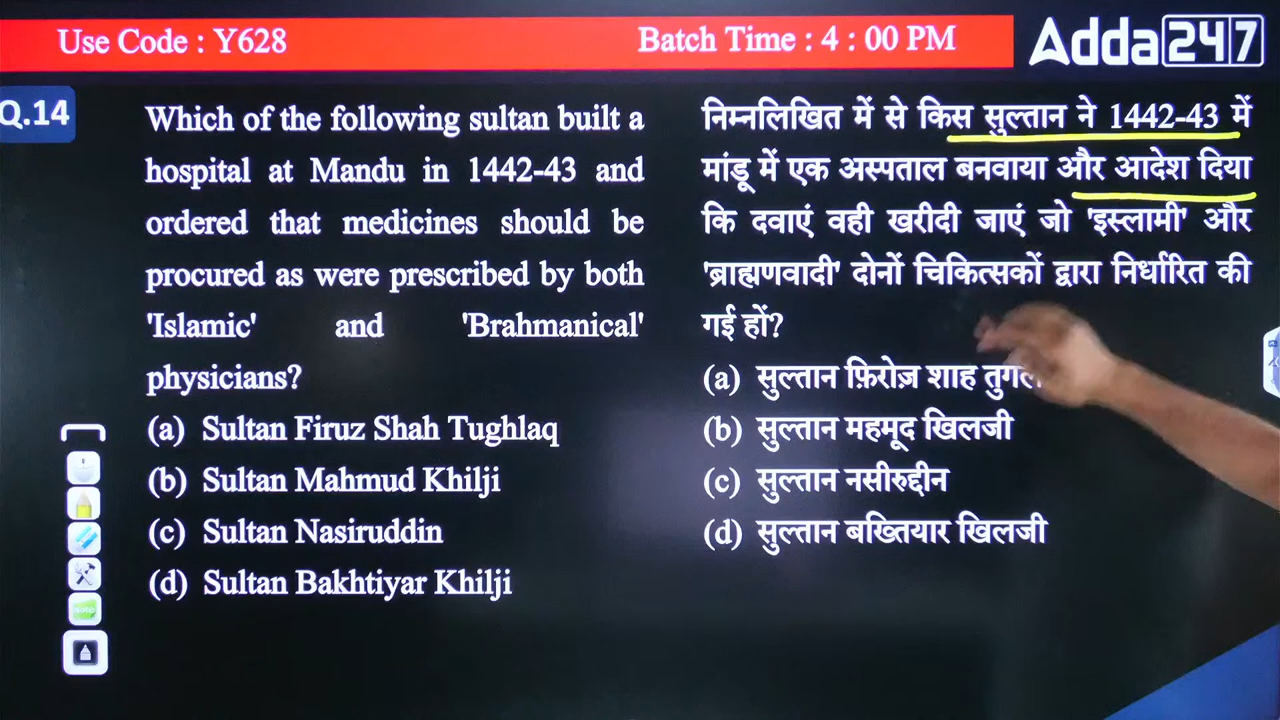 Use Code : Y628
Batch Time : 4 : 00 PM
Adda247
Q.14
Which of the following sultan built a
hospital at Mandu in 1442-43 and
ordered that medicines should be
procured as were prescribed by both
'Islamic' and 'Brahmanical'
physicians?
(a) Sultan Firuz Shah Tughlaq
(b) Sultan Mahmud Khilji
(c) Sultan Nasiruddin
(d) Sultan Bakhtiyar Khilji
निम्नलिखित में से किस सुल्तान ने 1442-43 में
मांडू में एक अस्पताल बनवाया और आदेश दिया
कि दवाएं वही खरीदी जाएं जो 'इस्लामी' और
'ब्राह्मणवादी' दोनों चिकित्सकों द्वारा निर्धारित की
गई हों?
(a) सुल्तान फ़िरोज़ शाह
(b) सुल्तान महमूद खिलजी
(c) सुल्तान नसीरुद्दीन
(d) सुल्तान बख्तियार खिलजी